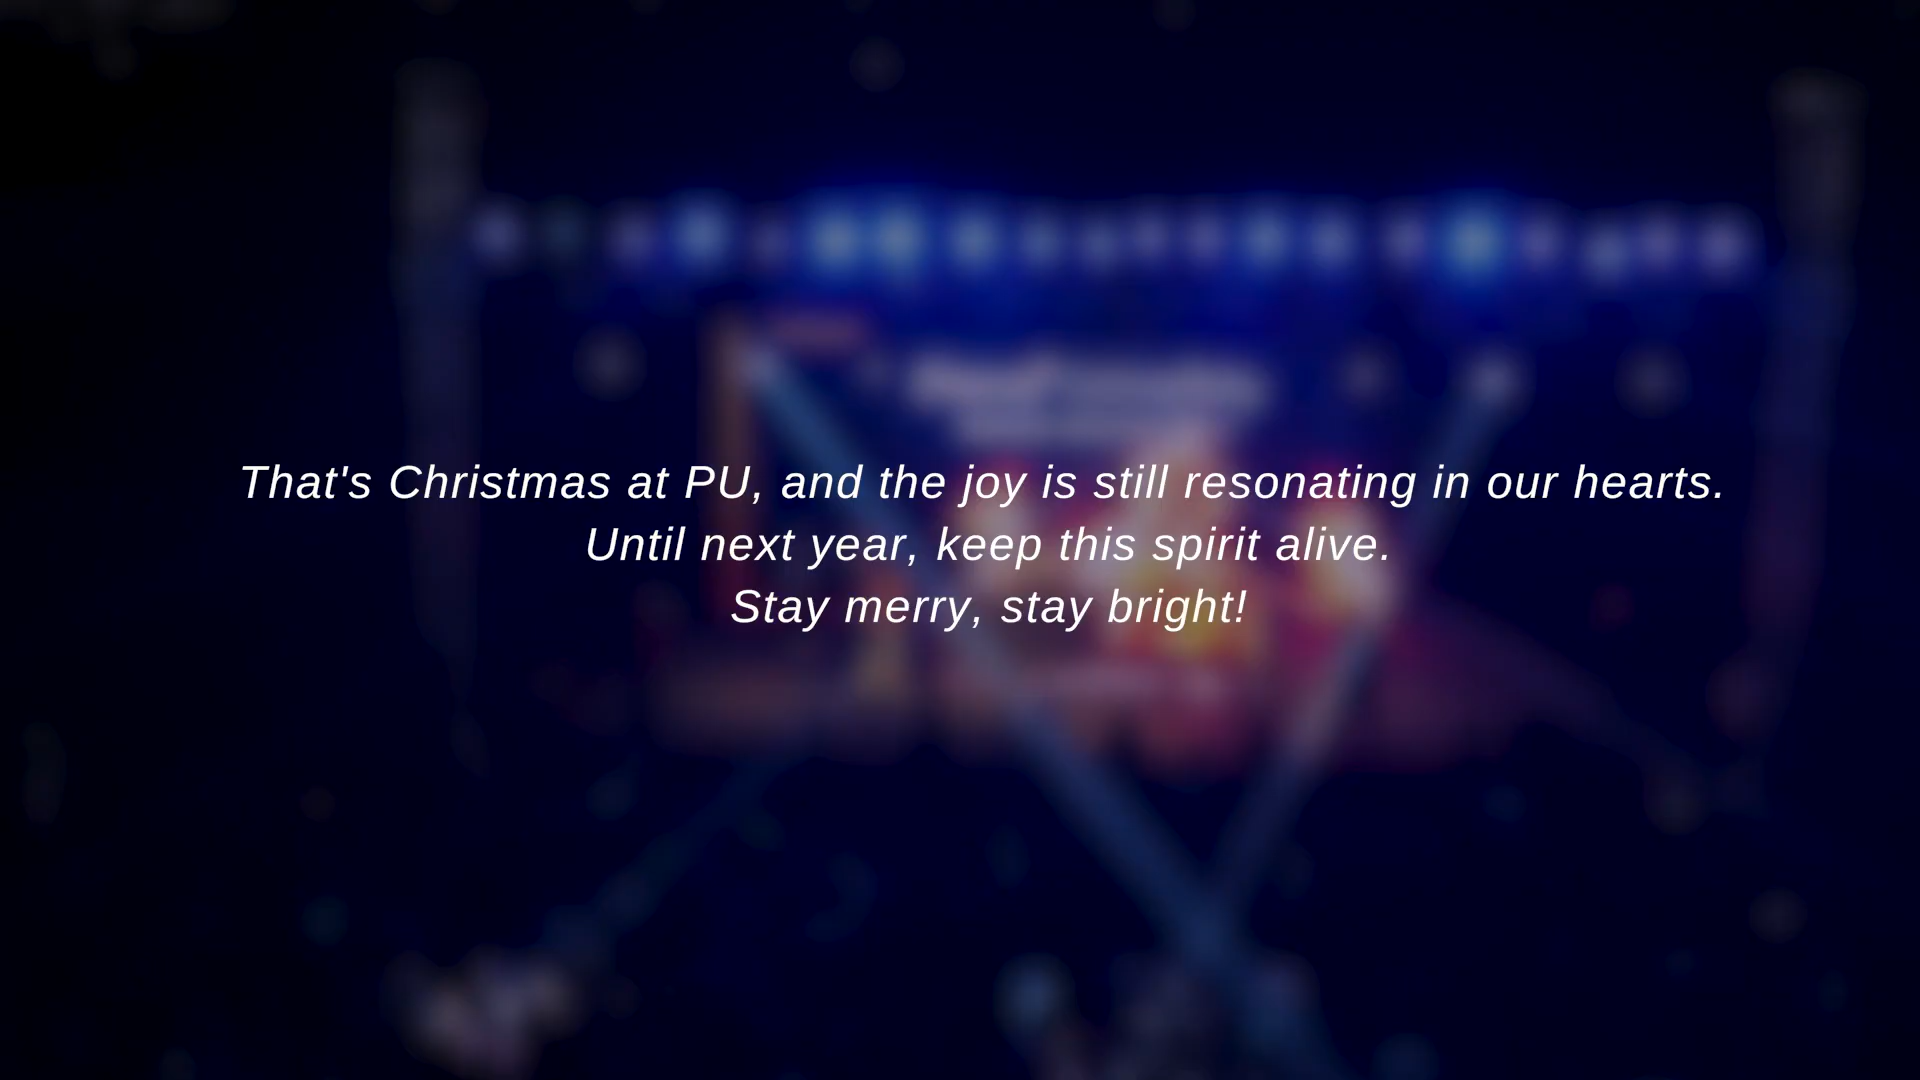 That's Christmas at PU, and the joy is still resonating in our hearts.
Until next year, keep this spirit alive.
Stay merry, stay bright!